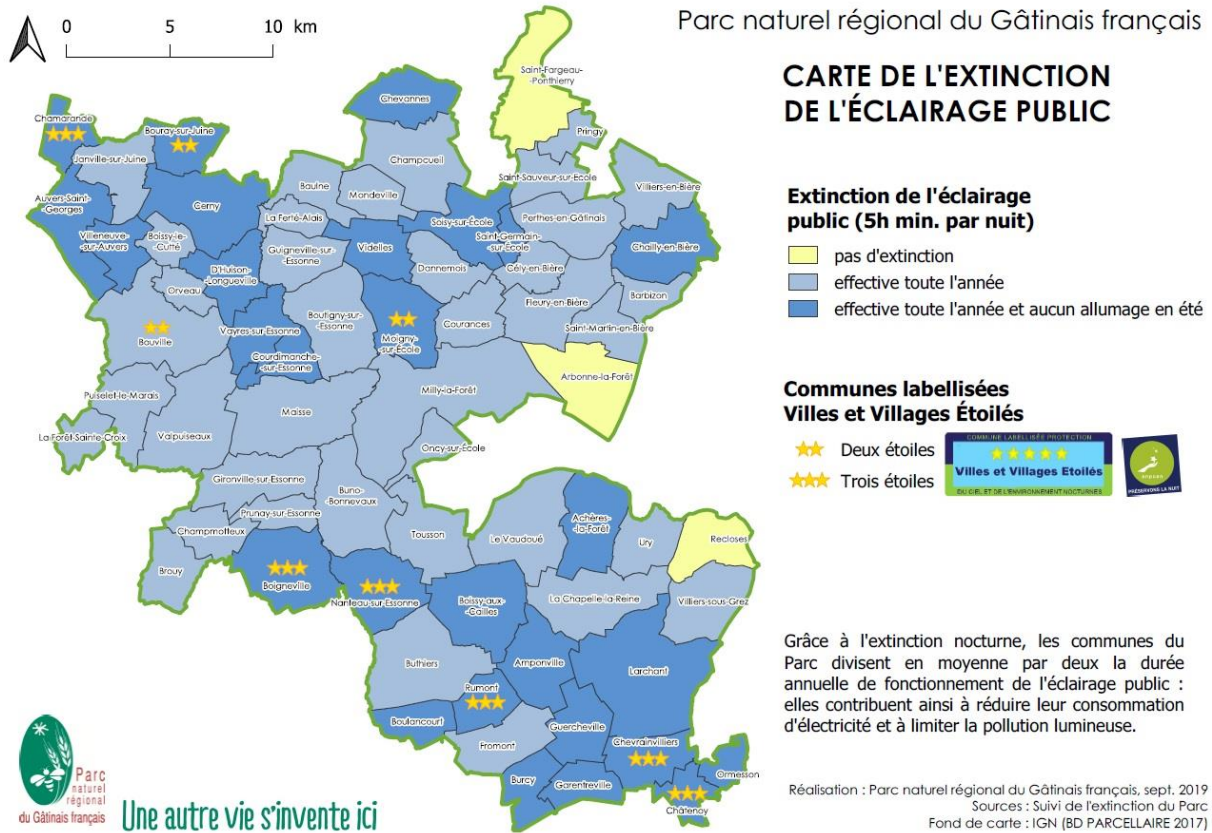 Parc naturel régional du Gâtinais français
0 5 10 km
CARTE DE L'EXTINCTION
DE L'ÉCLAIRAGE PUBLIC
Extinction de l'éclairage
public (5h min. par nuit)
pas d'extinction
effective toute l'année
effective toute l'année et aucun allumage en été
Communes labellisées
Villes et Villages Étoilés
Deux étoiles
Trois étoiles
COMMUNE LABELLISÉE PROTECTION
Villes et Villages Etoilés
DU CIEL ET DE L'ENVIRONNEMENT NOCTURNES
PRÉSERVONS LA NUIT
Saint-Fargeau-
-Ponthierry
Chevannes
Chamarande
Bouray-sur-Juine
Pringy
Janville-sur-Juine
Champcueil
Saint-Sauveur-sur-École
Villiers-en-Bière
Baulne
Mondeville
Auvers-Saint-
-Georges
Cerny
La Ferté-Alais
Soisy-sur-École
Perthes-en-Gâtinais
Villeneuve-
-sur-Auvers
Boissy-le-
-Cutté
Guigneville-sur-
-Essonne
Videlles
Saint-Germain-
-sur-École
Chailly-en-Bière
D'Huison-
-Longueville
Dannemois
Cély-en-Bière
Orveau
Fleury-en-Bière
Barbizon
Boutigny-sur-
-Essonne
Courances
Saint-Martin-en-Bière
Bouville
Vayres-sur-Essonne
Moigny-
-sur-École
Courdimanche-
-sur-Essonne
Arbonne-la-Forêt
Puiselet-le-Marais
Milly-la-Forêt
Maisse
La Forêt-Sainte-Croix
Valpuiseaux
Oncy-sur-École
Gironville-sur-Essonne
Buno-
-Bonnevaux
Prunay-sur-Essonne
Achères-
-la-Forêt
Champmotteux
Tousson
Le Vaudoué
Ury
Recloses
Brouy
Boigneville
Nanteau-sur-Essonne
Boissy-aux-
-Cailles
La Chapelle-la-Reine
Villiers-sous-Grez
Buthiers
Amponville
Larchant
Rumont
Boulancourt
Guercheville
Fromont
Chevrainvilliers
Burcy
Garentreville
Ormesson
Châtenoy
Grâce à l'extinction nocturne, les communes du
Parc divisent en moyenne par deux la durée
annuelle de fonctionnement de l'éclairage public :
elles contribuent ainsi à réduire leur consommation
d'électricité et à limiter la pollution lumineuse.
Parc
naturel
régional
du Gâtinais français
Une autre vie s'invente ici
Réalisation : Parc naturel régional du Gâtinais français, sept. 2019
Sources : Suivi de l'extinction du Parc
Fond de carte : IGN (BD PARCELLAIRE 2017)